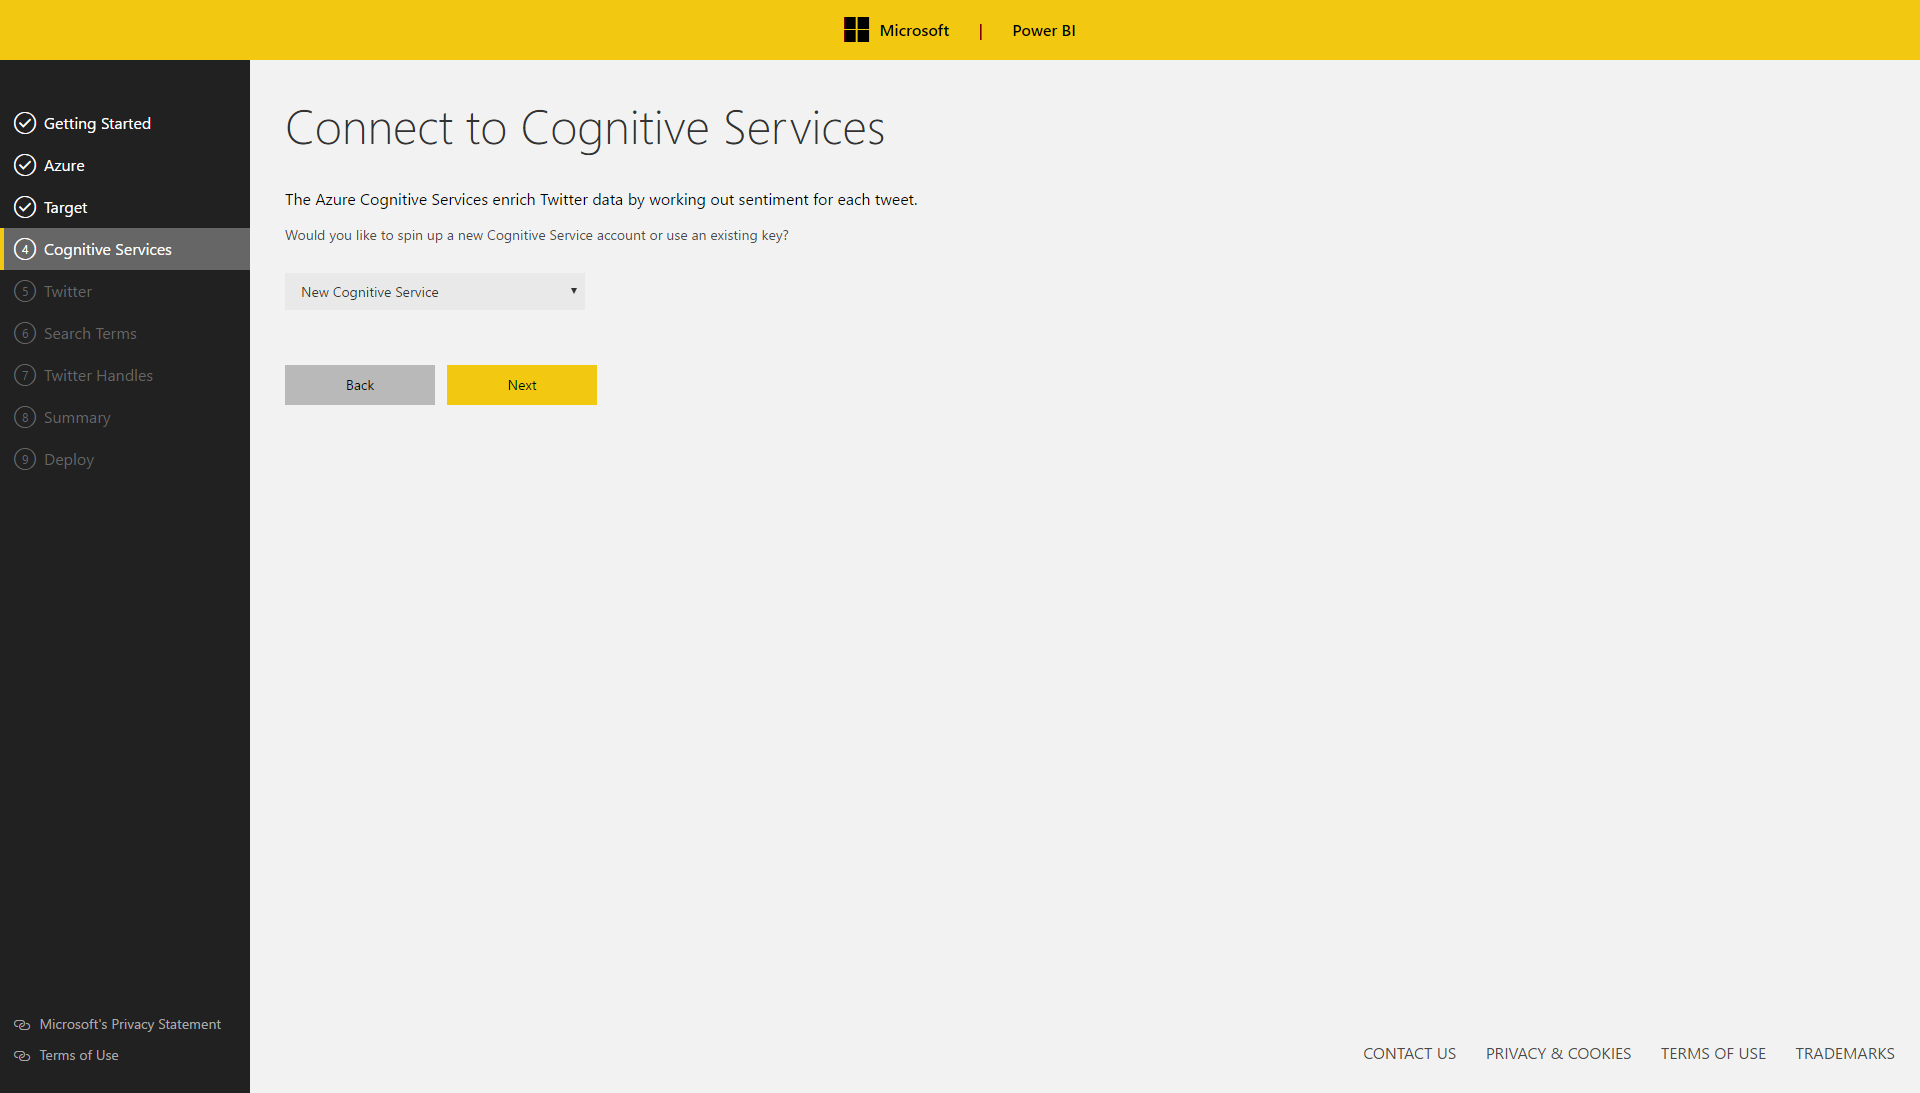 Microsoft | Power BI
Getting Started
Azure
Target
4 Cognitive Services
5 Twitter
6 Search Terms
7 Twitter Handles
8 Summary
9 Deploy
Microsoft's Privacy Statement
Terms of Use
Connect to Cognitive Services
The Azure Cognitive Services enrich Twitter data by working out sentiment for each tweet.
Would you like to spin up a new Cognitive Service account or use an existing key?
New Cognitive Service
Back Next
CONTACT US PRIVACY & COOKIES TERMS OF USE TRADEMARKS